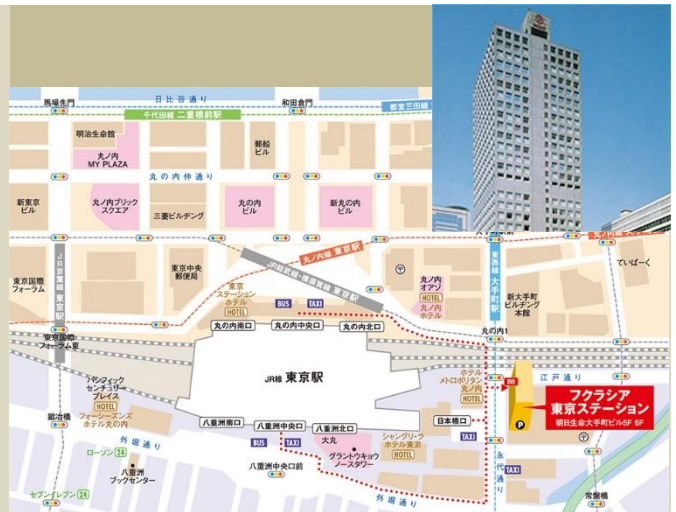 馬場先門
日比谷通り
和田倉門
都営三田線
千代田線 二重橋前駅
明治生命館
丸ノ内
MY PLAZA
郵船
ビル
丸の内仲通り
新東京
ビル
丸ノ内ブリック
スクエア
三菱ビルヂング
丸の内
ビル
新丸の内
ビル
JR京葉線 東京駅
東京国際
フォーラム
東京中央
郵便局
丸ノ内線 東京駅
JR総武線・横須賀線 東京駅
東京
ステーション
ホテル
HOTEL
BUS
TAXI
丸ノ内
オアゾ
HOTEL
丸ノ内
ホテル
東西線 大手町駅
新大手町
ビルヂング
本館
ていぱーく
丸の内南口
丸の内中央口
丸の内北口
丸の内1
東京国際
フォーラム東
JR線 東京駅
パシフィック
センチュリー
プレイス
HOTEL
フォーシーズンズ
ホテル丸の内
鍛冶橋
ホテル
メトロポリタン
丸ノ内
HOTEL
B6
江戸通り
フクラシア
東京ステーション
朝日生命大手町ビル5F 6F
P
八重洲南口
八重洲中央口
八重洲北口
日本橋口
BUS
TAXI
大丸
グラントウキョウ
ノースタワー
シャングリ・ラ
ホテル東京
HOTEL
TAXI
TAXI
外堀通り
ローソン 24
八重洲
ブックセンター
八重洲中央口前
永代通り
セブンイレブン 24
外堀通り
常盤橋